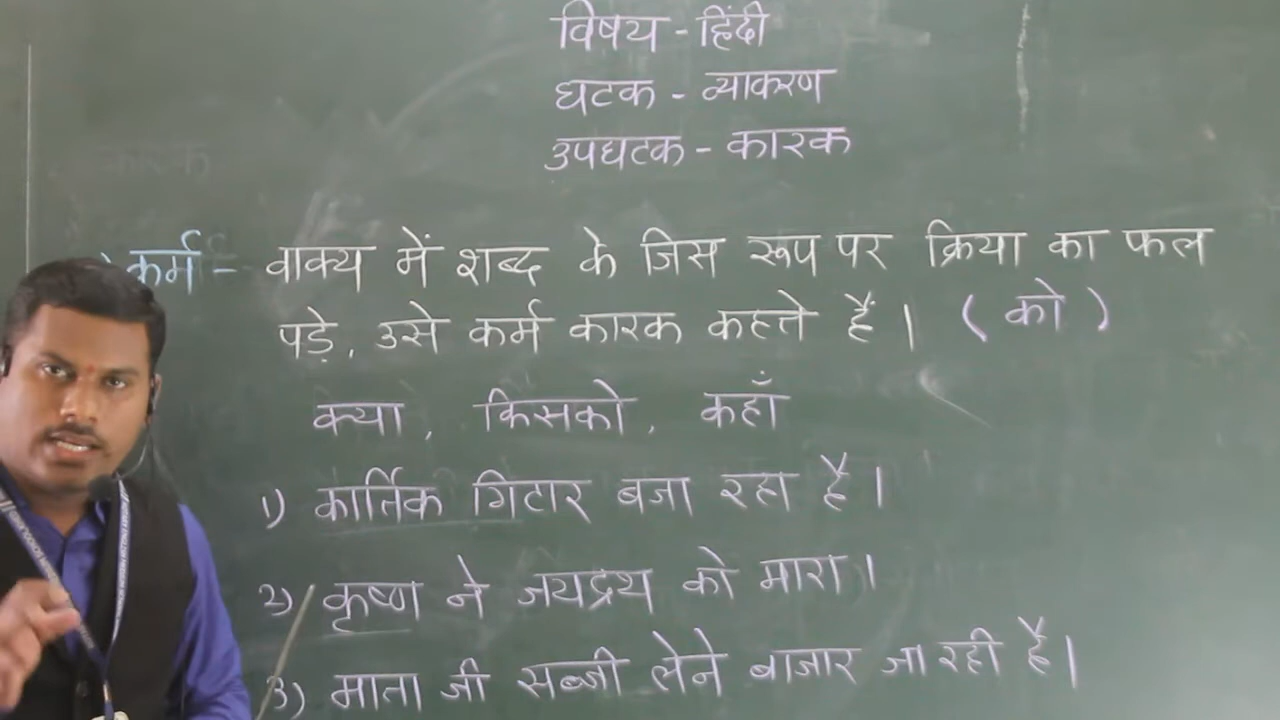 विषय - हिंदी
घटक - व्याकरण
उपघटक - कारक
कर्म - वाक्य में शब्द के जिस रूप पर क्रिया का फल
पड़े, उसे कर्म कारक कहते हैं । ( को )
क्या, किसको, कहाँ
1) कार्तिक गिटार बजा रहा है ।
2) कृष्ण ने जयद्रथ को मारा ।
3) माता जी सब्जी लेने बाजार जा रही है ।